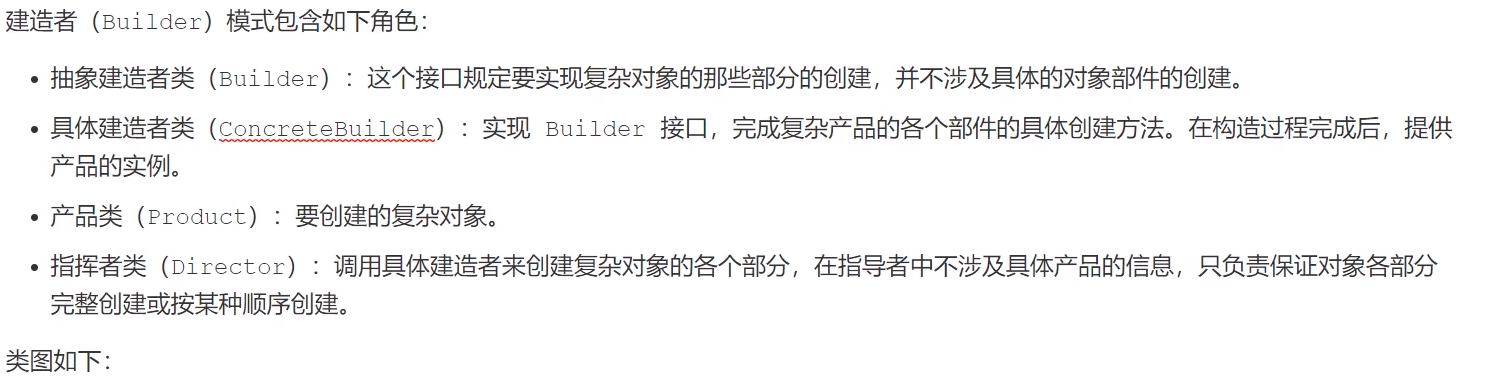 建造者（Builder）模式包含如下角色：
• 抽象建造者类（Builder）：这个接口规定要实现复杂对象的那些部分的创建，并不涉及具体的对象部件的创建。
• 具体建造者类（ConcreteBuilder）：实现 Builder 接口，完成复杂产品的各个部件的具体创建方法。在构造过程完成后，提供
产品的实例。
• 产品类（Product）：要创建的复杂对象。
• 指挥者类（Director）：调用具体建造者来创建复杂对象的各个部分，在指导者中不涉及具体产品的信息，只负责保证对象各部分
完整创建或按某种顺序创建。
类图如下：